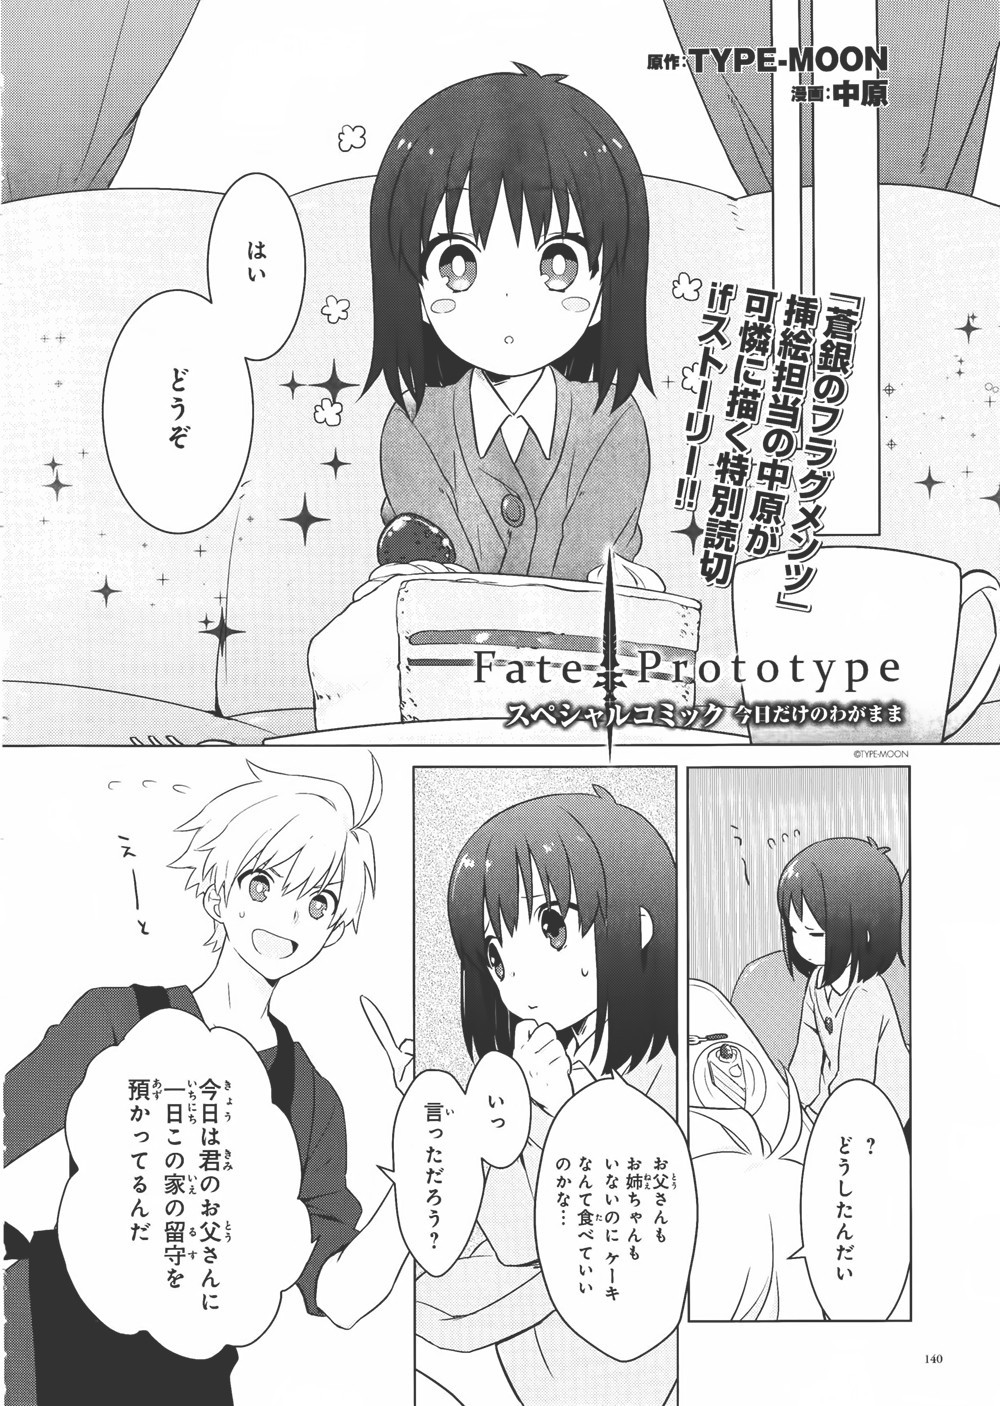 原作:TYPE-MOON
漫画:中原
はい
どうぞ
「蒼銀のフラグメンツ」
挿絵担当の中原が
可憐に描く特別読切
ifストーリー!!
Fate Prototype
スペシャルコミック 今日だけのわがまま
©TYPE-MOON
う
?
どうしたんだい
お父さんも
お姉ちゃんも
いないのに ケーキ
なんて食べていい
のかな…
いっ
言っただろう?
えーーと
今日は君のお父さんに
一日この家の留守を
預かってるんだ
140